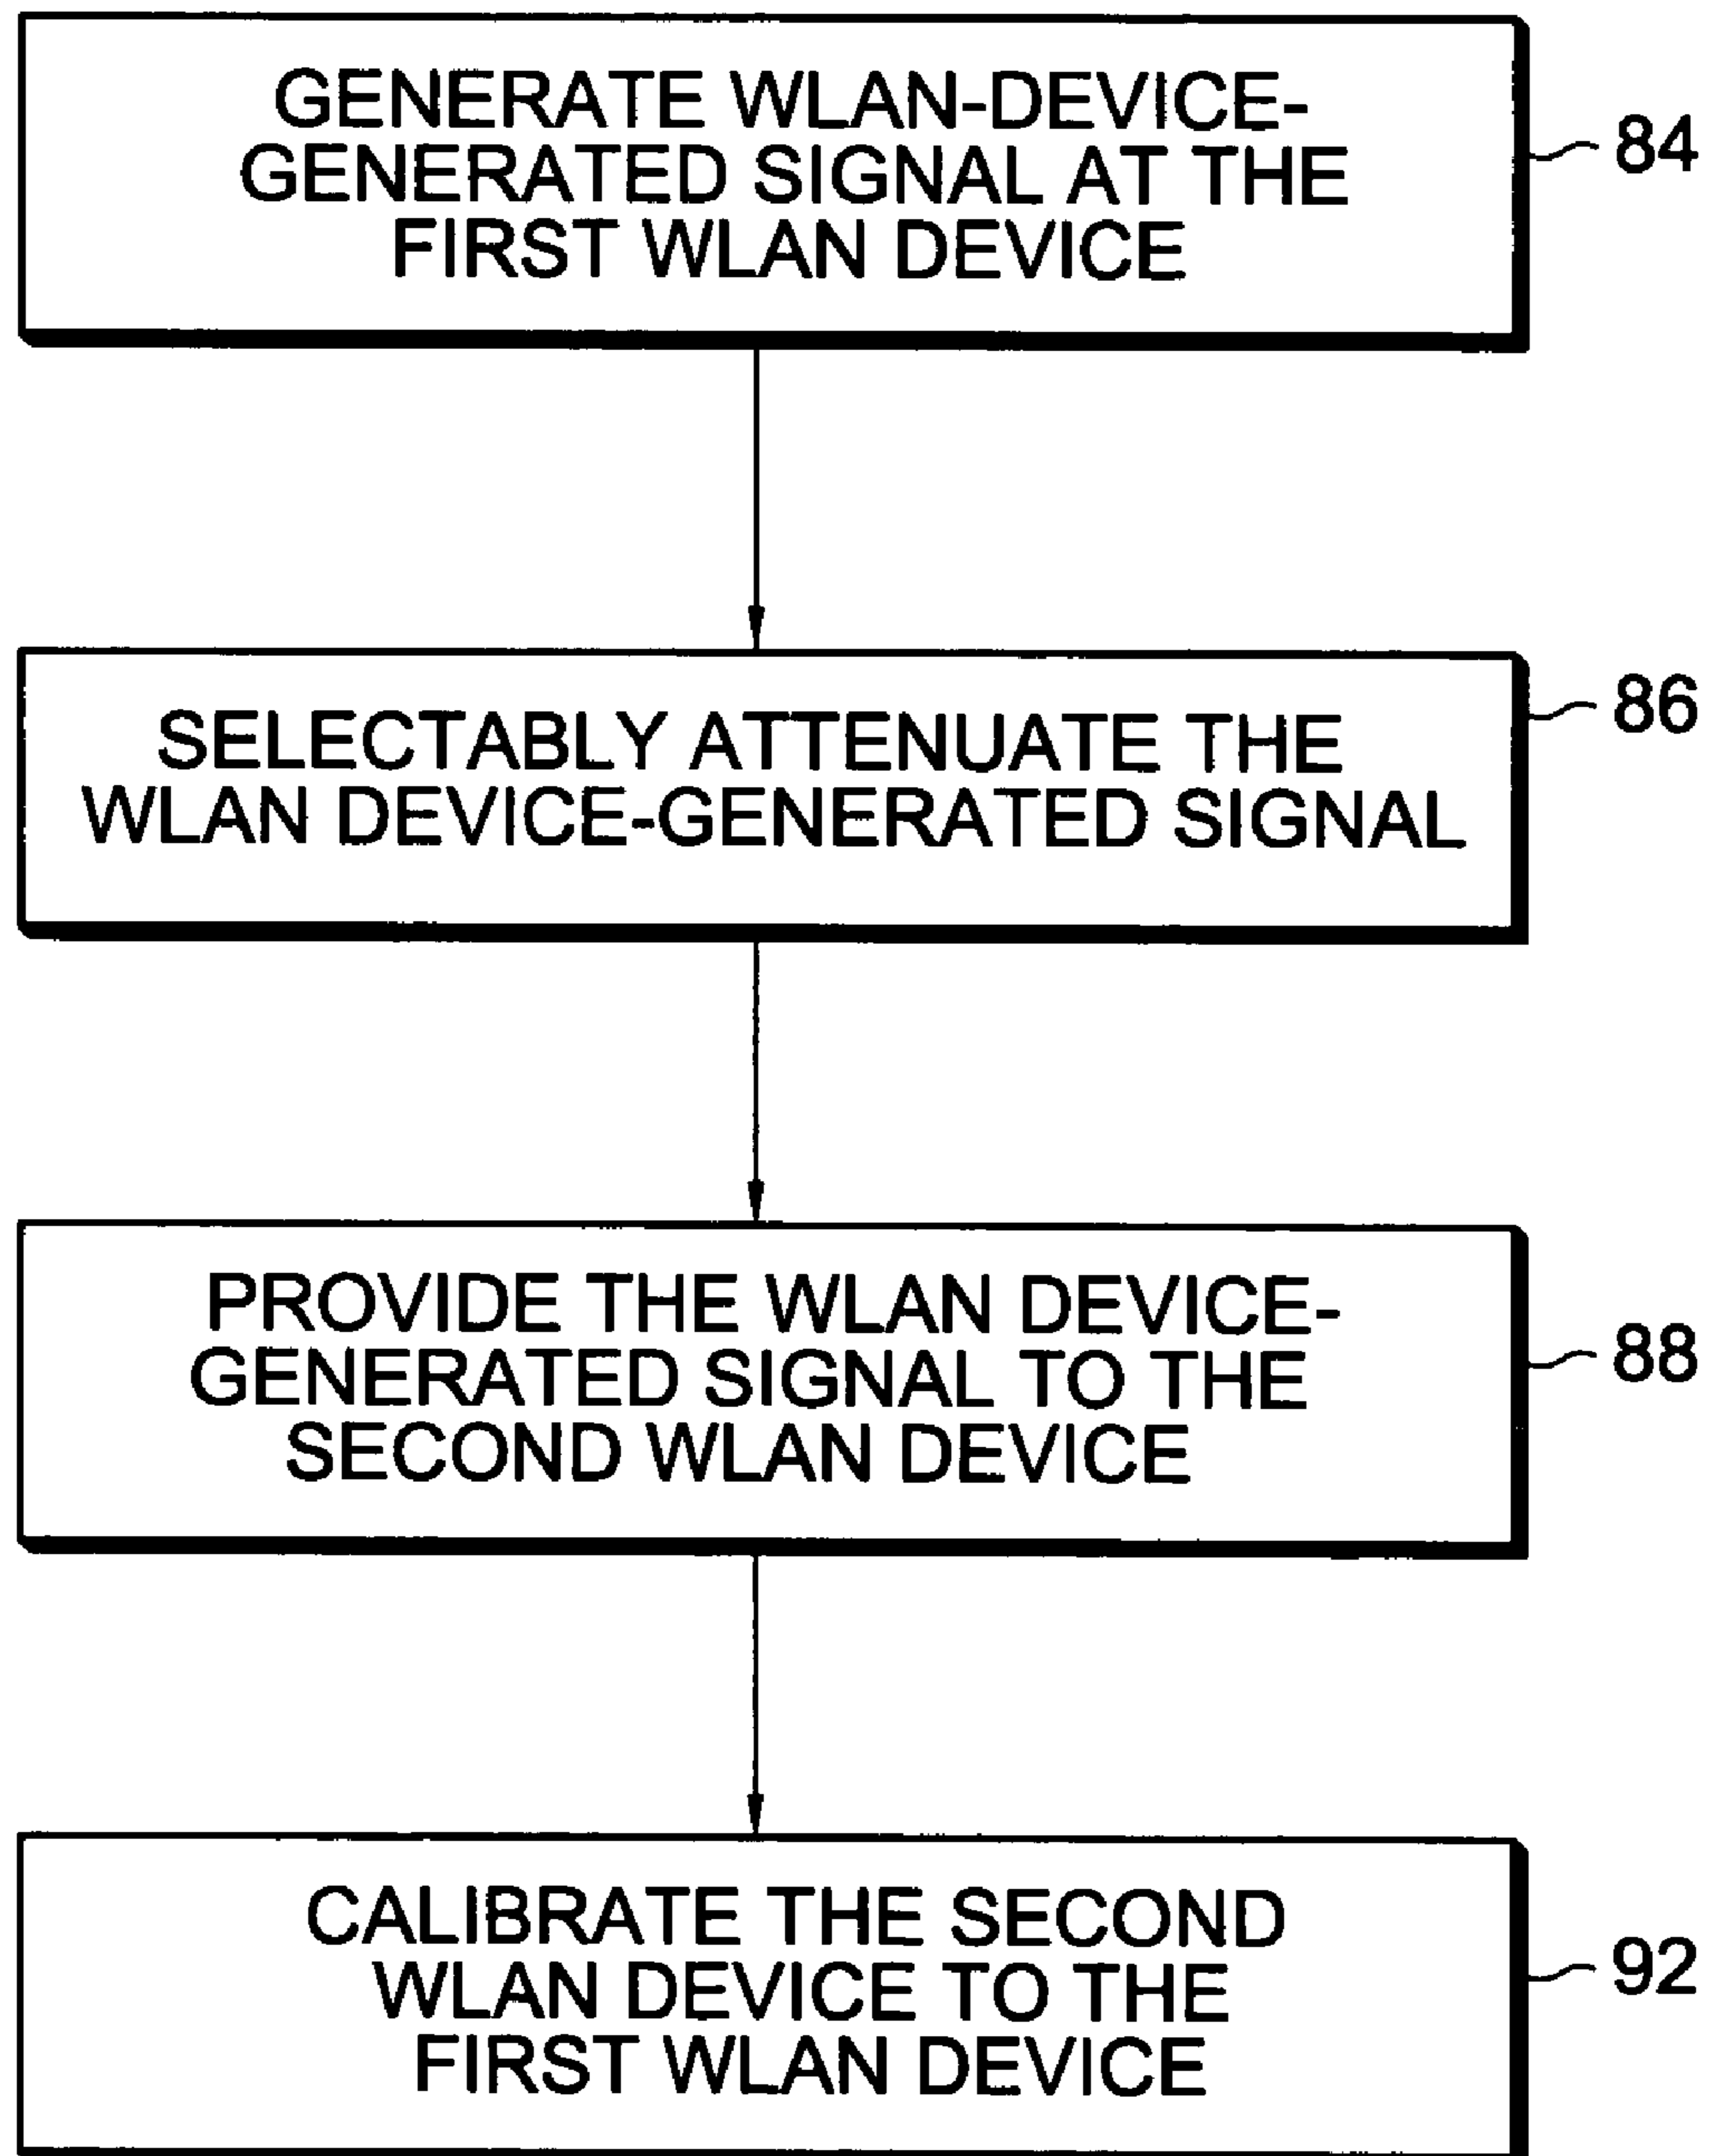 GENERATE WLAN-DEVICE-
GENERATED SIGNAL AT THE
FIRST WLAN DEVICE
84
SELECTABLY ATTENUATE THE
WLAN DEVICE-GENERATED SIGNAL
86
PROVIDE THE WLAN DEVICE-
GENERATED SIGNAL TO THE
SECOND WLAN DEVICE
88
CALIBRATE THE SECOND
WLAN DEVICE TO THE
FIRST WLAN DEVICE
92